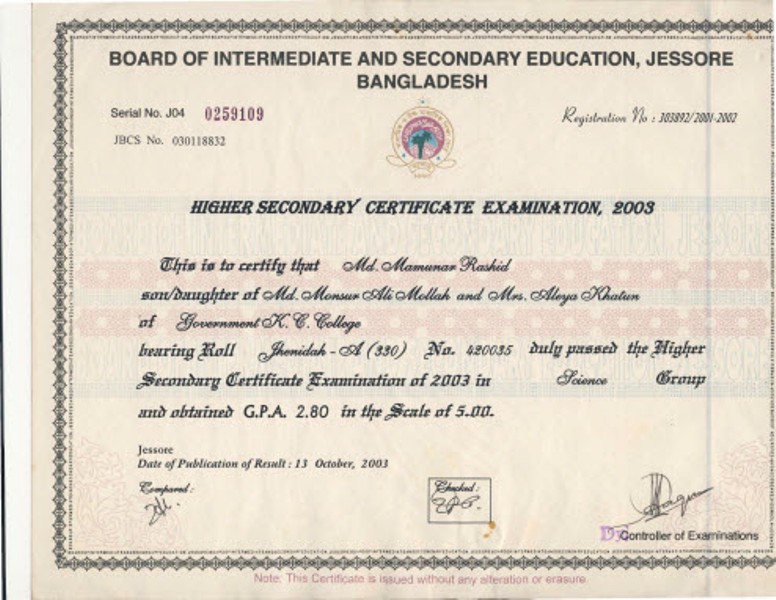 BOARD OF INTERMEDIATE AND SECONDARY EDUCATION, JESSORE
BANGLADESH
Serial No. J04 0259109
Registration No : 303892/2001-2002
JBCS No. 030118832
HIGHER SECONDARY CERTIFICATE EXAMINATION, 2003
This is to certify that Md. Mamunar Rashid
son/daughter of Md. Monsur Ali Mollah and Mrs. Aleya Khatun
of Government K. C. College
bearing Roll Jhenidah - A (330) No. 420035 duly passed the Higher
Secondary Certificate Examination of 2003 in Science Group
and obtained G.P.A. 2.80 in the Scale of 5.00.
Jessore
Date of Publication of Result : 13 October, 2003
Compared :
Checked :
Dy Controller of Examinations
Note: This Certificate is issued without any alteration or erasure.